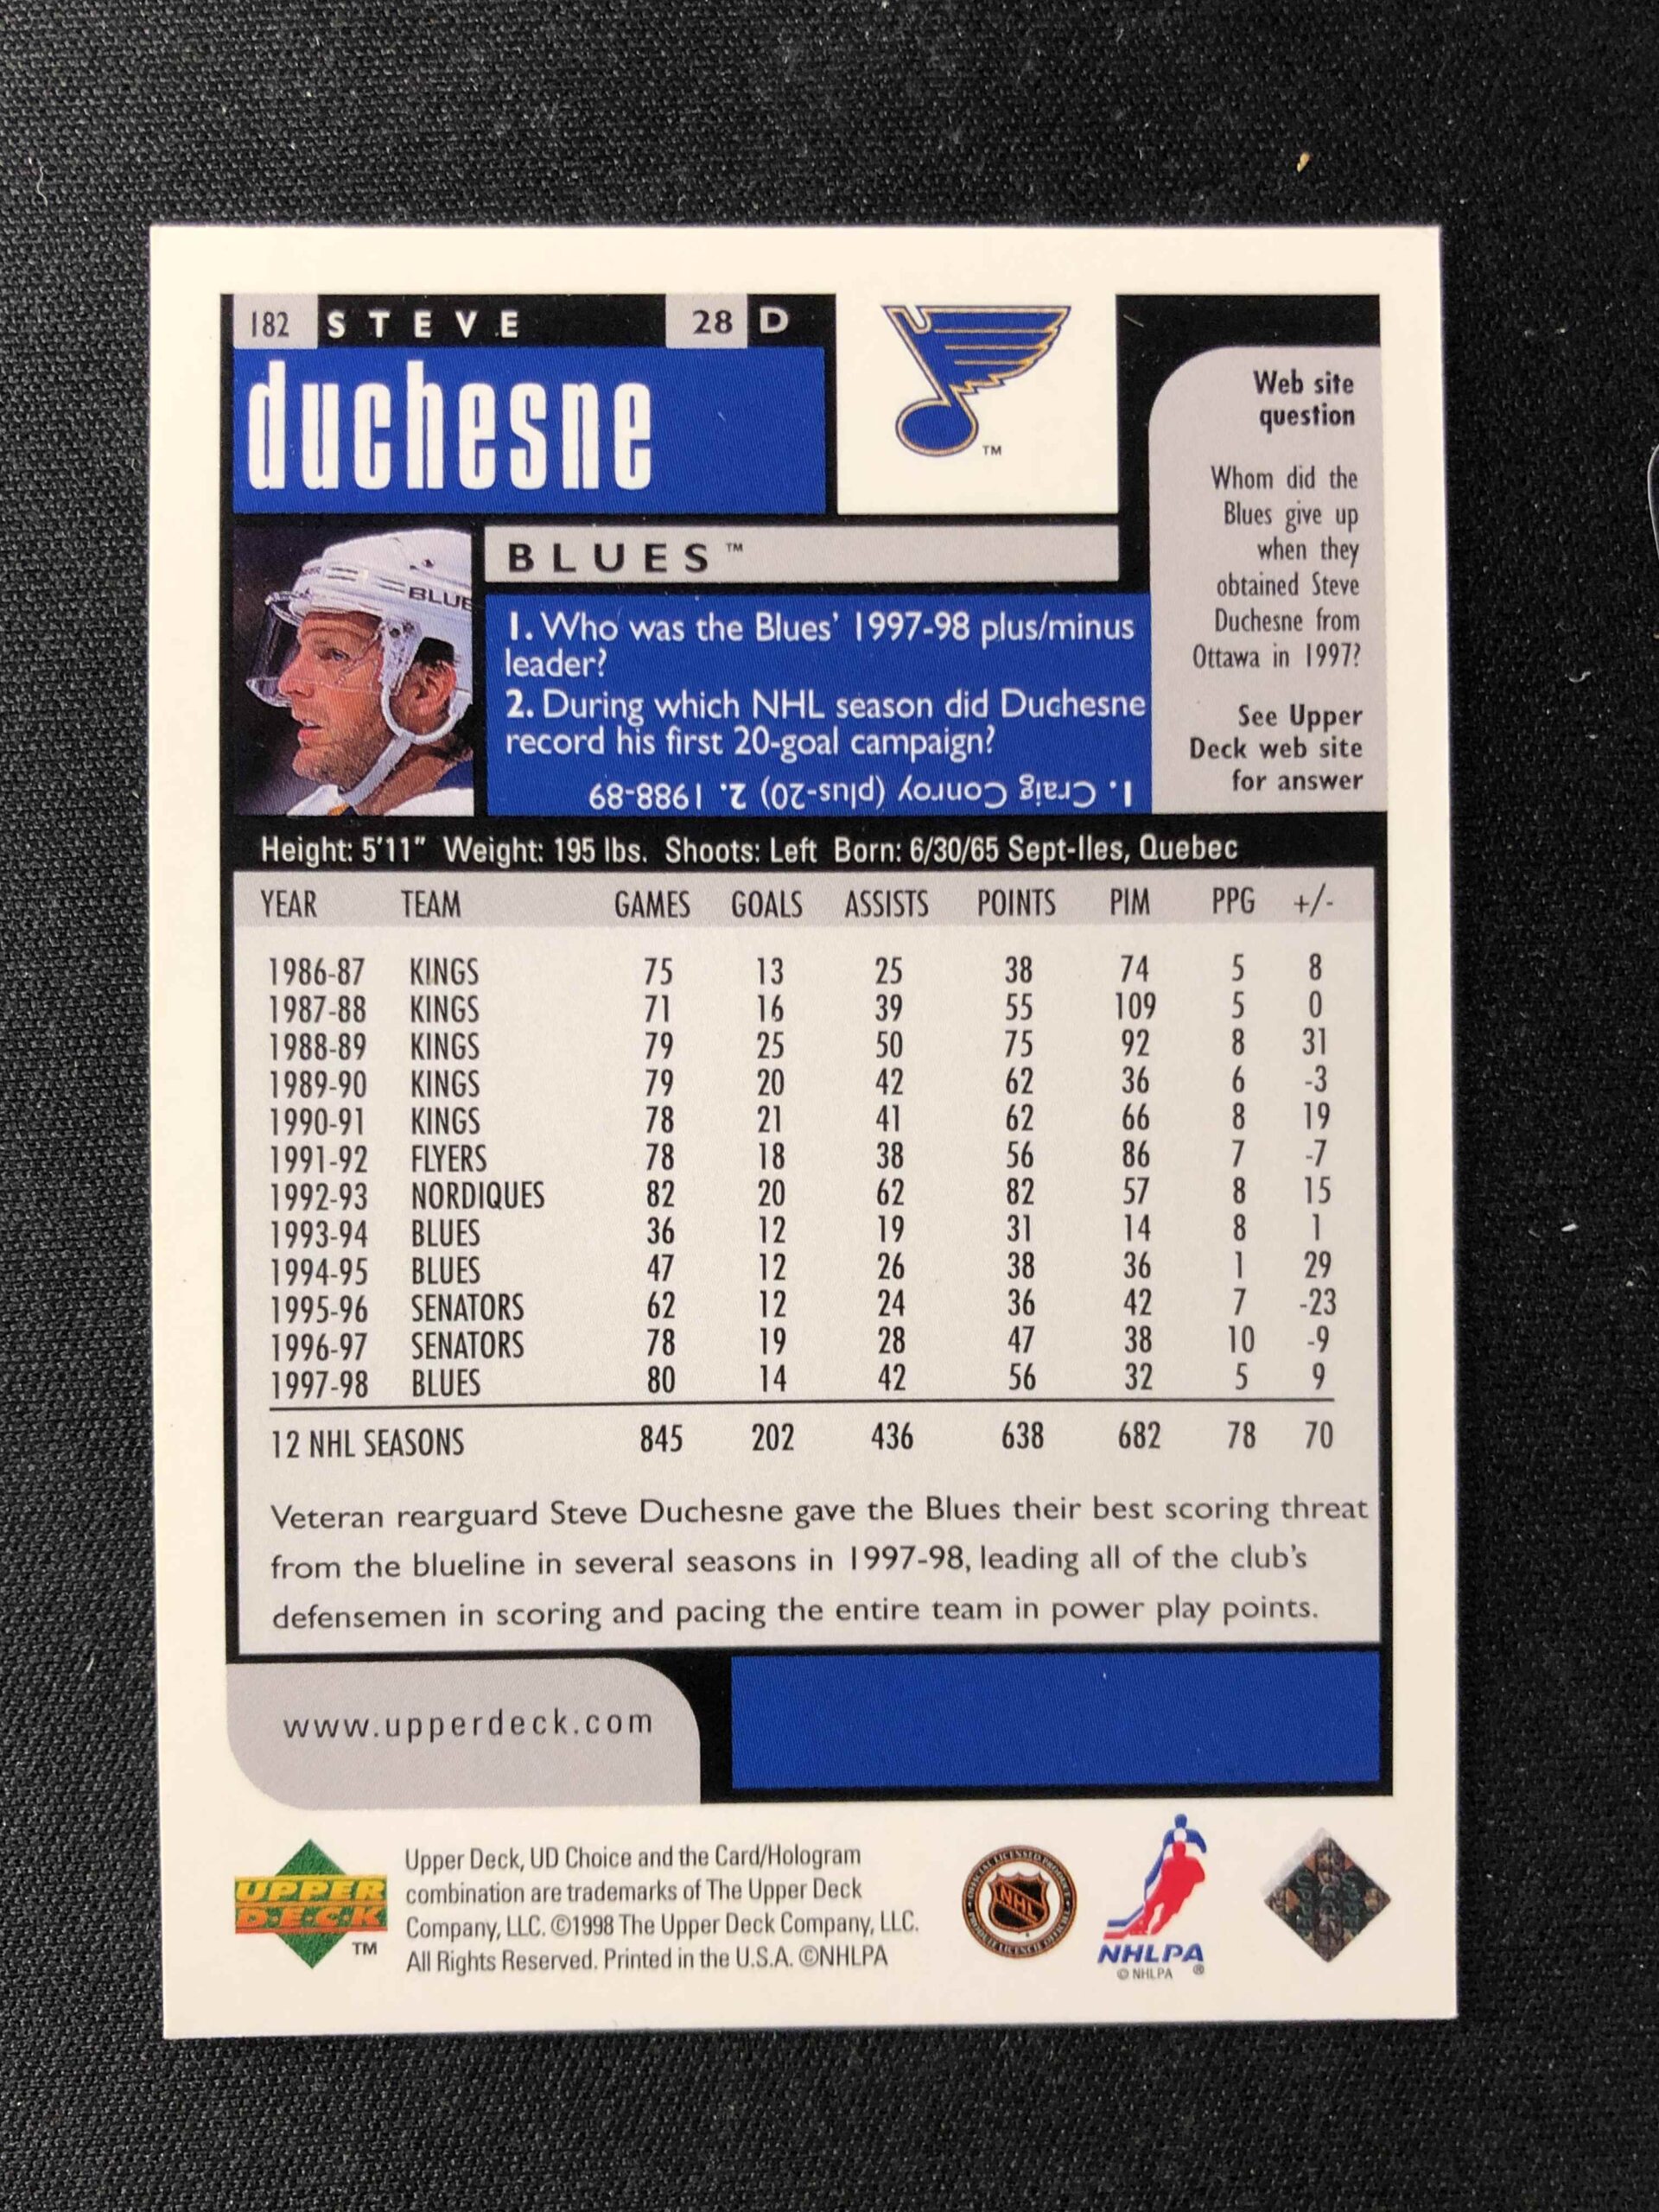 182 STEVE 28 D
duchesne
TM
BLUES™
BLUE
1. Who was the Blues' 1997-98 plus/minus
leader?
2. During which NHL season did Duchesne
record his first 20-goal campaign?
1. Craig Conroy (plus-20) 2. 1988-89
Web site
question
Whom did the
Blues give up
when they
obtained Steve
Duchesne from
Ottawa in 1997?
See Upper
Deck web site
for answer
Height: 5'11" Weight: 195 lbs. Shoots: Left Born: 6/30/65 Sept-Iles, Quebec
YEAR TEAM GAMES GOALS ASSISTS POINTS PIM PPG +/-
1986-87 KINGS 75 13 25 38 74 5 8
1987-88 KINGS 71 16 39 55 109 5 0
1988-89 KINGS 79 25 50 75 92 8 31
1989-90 KINGS 79 20 42 62 36 6 -3
1990-91 KINGS 78 21 41 62 66 8 19
1991-92 FLYERS 78 18 38 56 86 7 -7
1992-93 NORDIQUES 82 20 62 82 57 8 15
1993-94 BLUES 36 12 19 31 14 8 1
1994-95 BLUES 47 12 26 38 36 1 29
1995-96 SENATORS 62 12 24 36 42 7 -23
1996-97 SENATORS 78 19 28 47 38 10 -9
1997-98 BLUES 80 14 42 56 32 5 9
12 NHL SEASONS 845 202 436 638 682 78 70
Veteran rearguard Steve Duchesne gave the Blues their best scoring threat
from the blueline in several seasons in 1997-98, leading all of the club's
defensemen in scoring and pacing the entire team in power play points.
www.upperdeck.com
UPPER
D·E·C·K
TM
Upper Deck, UD Choice and the Card/Hologram
combination are trademarks of The Upper Deck
Company, LLC. ©1998 The Upper Deck Company, LLC.
All Rights Reserved. Printed in the U.S.A. ©NHLPA
OFFICIAL LICENSED PRODUCT
NHL
NHLPA
© NHLPA ®